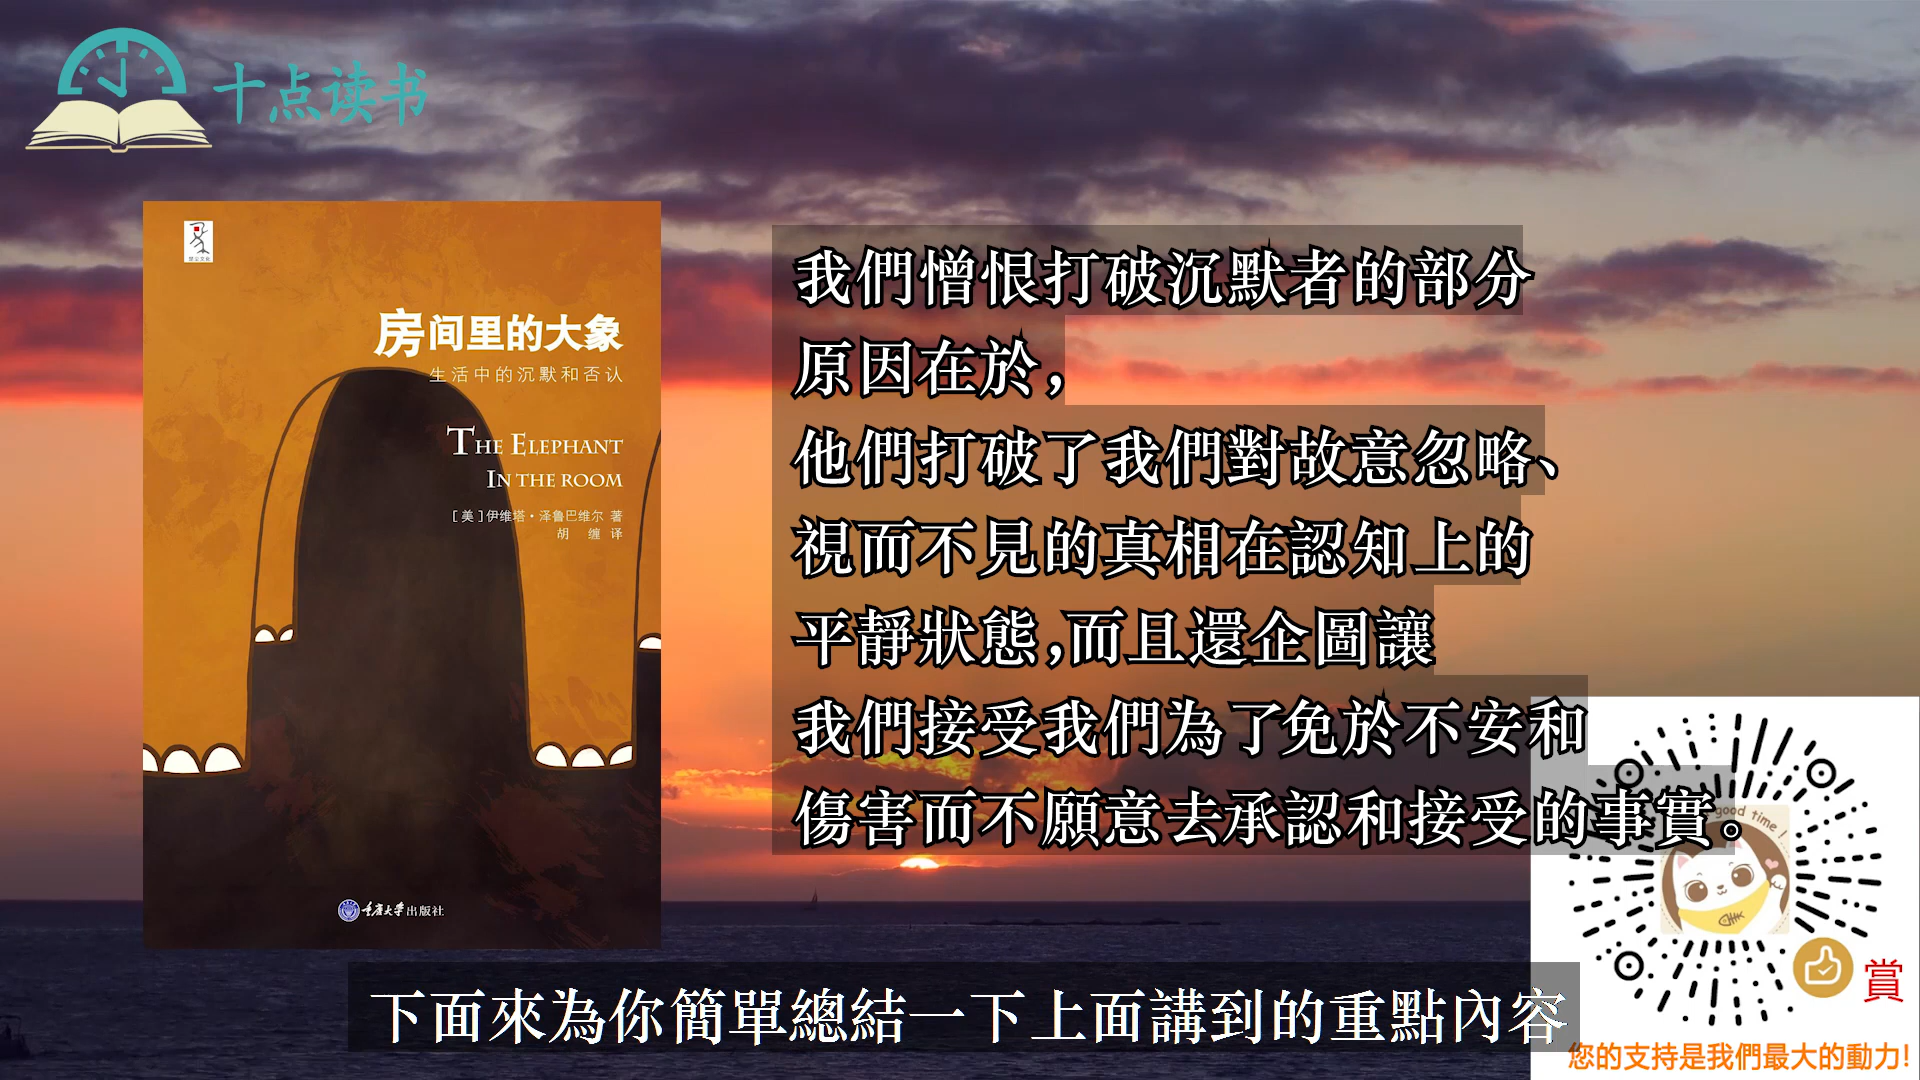 十点读书
房间里的大象
生活中的沉默和否认
THE ELEPHANT
IN THE ROOM
[美]伊维塔·泽鲁巴维尔 著
胡 缠 译
重庆大学出版社
我們憎恨打破沉默者的部分
原因在於，
他們打破了我們對故意忽略、
視而不見的真相在認知上的
平靜狀態，而且還企圖讓
我們接受我們為了免於不安和
傷害而不願意去承認和接受的事實。
good time!
賞
下面來為你簡單總結一下上面講到的重點內容
您的支持是我們最大的動力!